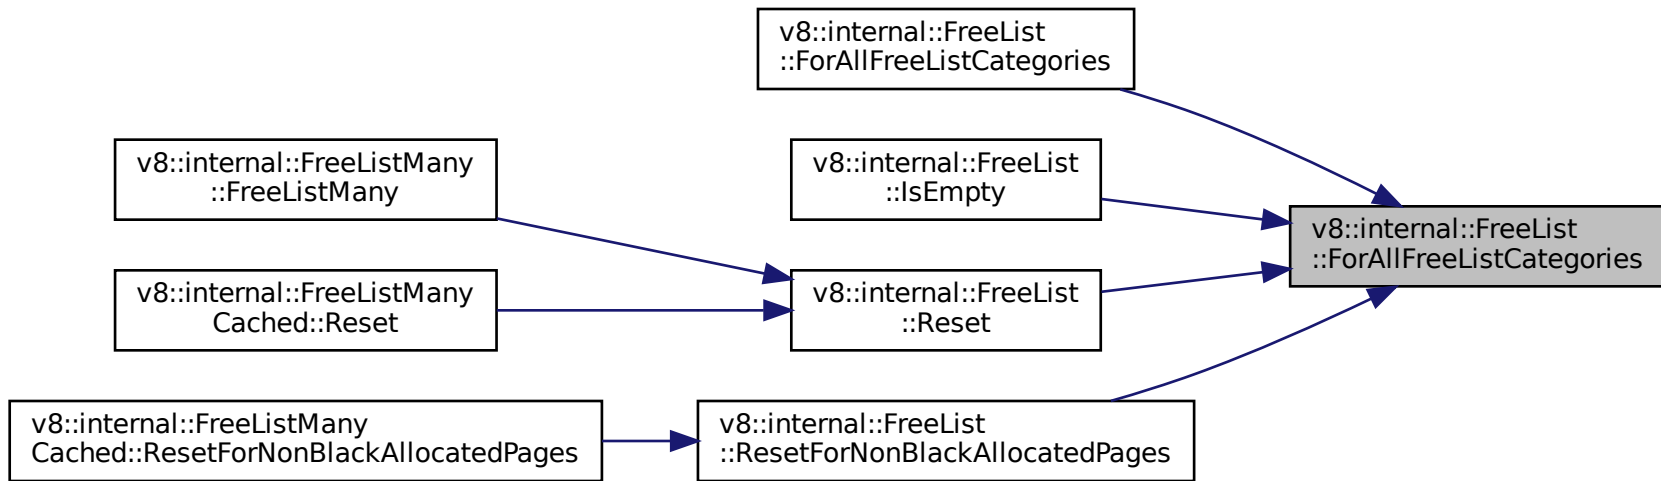 v8::internal::FreeList
::ForAllFreeListCategories
v8::internal::FreeListMany
::FreeListMany
v8::internal::FreeList
::IsEmpty
v8::internal::FreeList
::ForAllFreeListCategories
v8::internal::FreeListMany
Cached::Reset
v8::internal::FreeList
::Reset
v8::internal::FreeListMany
Cached::ResetForNonBlackAllocatedPages
v8::internal::FreeList
::ResetForNonBlackAllocatedPages